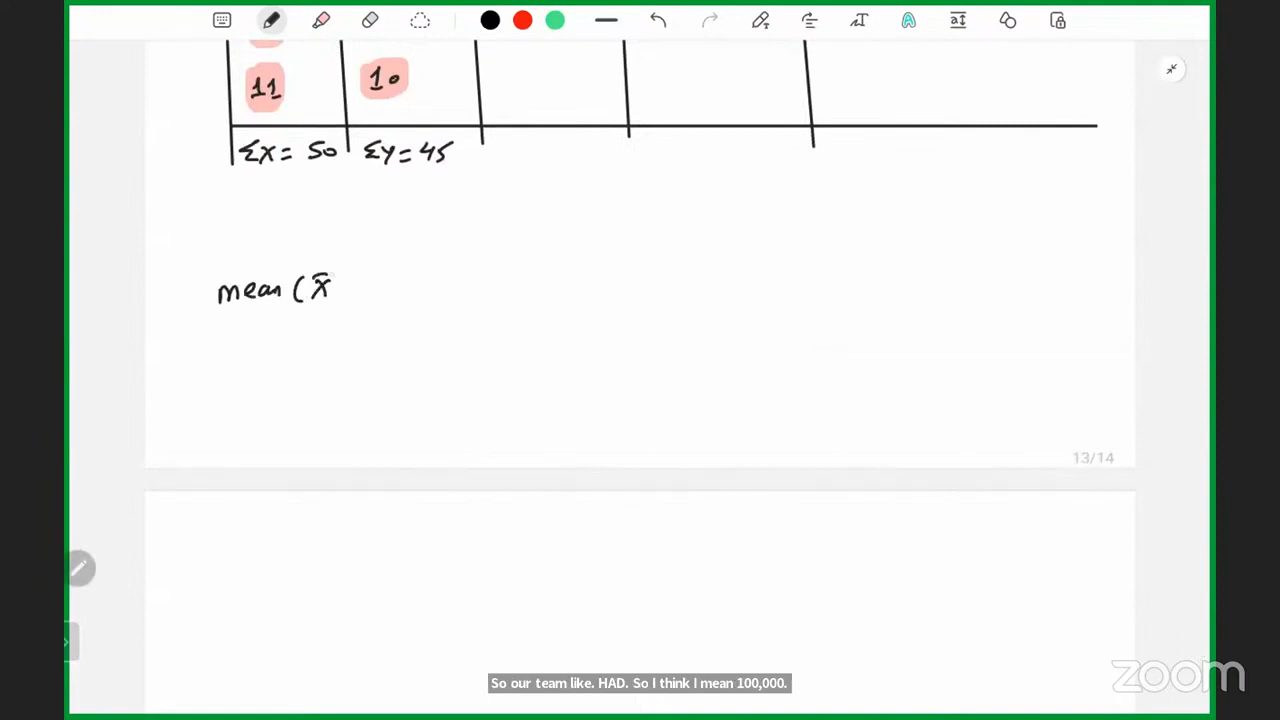 11 10
Σx = 50 Σy = 45
mean ( x̄
13/14
So our team like. HAD. So I think I mean 100,000.
zoom